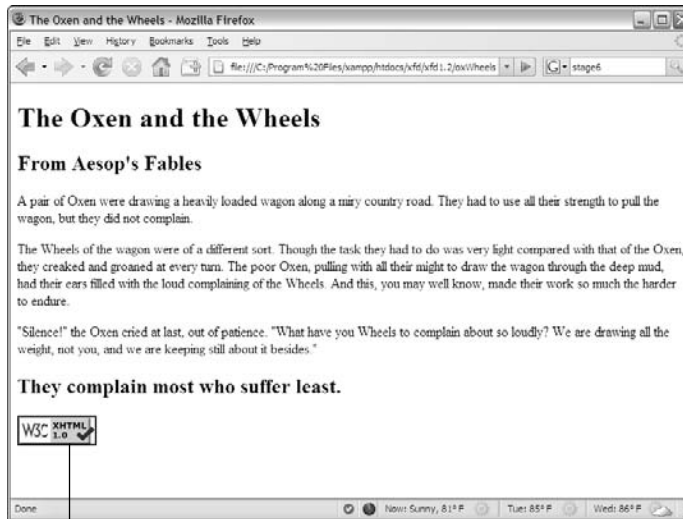 The Oxen and the Wheels - Mozilla Firefox
File Edit View History Bookmarks Tools Help
file:///C:/Program%20Files/xampp/htdocs/xfd/xfd1.2/oxWheels
G stage6
The Oxen and the Wheels
From Aesop's Fables
A pair of Oxen were drawing a heavily loaded wagon along a miry country road. They had to use all their strength to pull the
wagon, but they did not complain.
The Wheels of the wagon were of a different sort. Though the task they had to do was very light compared with that of the Oxen,
they creaked and groaned at every turn. The poor Oxen, pulling with all their might to draw the wagon through the deep mud,
had their ears filled with the loud complaining of the Wheels. And this, you may well know, made their work so much the harder
to endure.
"Silence!" the Oxen cried at last, out of patience. "What have you Wheels to complain about so loudly? We are drawing all the
weight, not you, and we are keeping still about it besides."
They complain most who suffer least.
W3C XHTML
1.0
Done Now: Sunny, 81° F Tue: 85° F Wed: 86° F